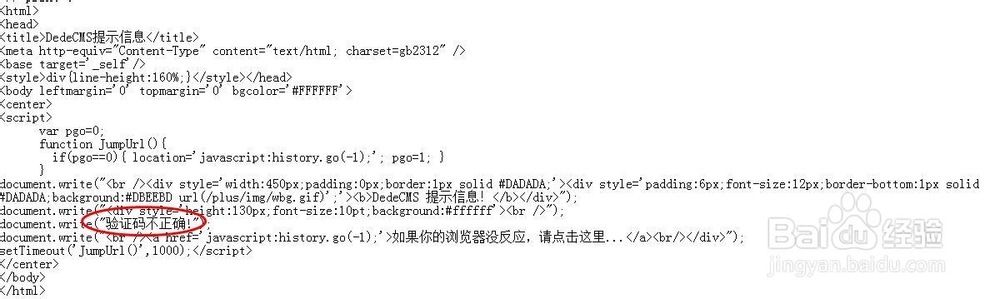 <html>
<head>
<title>DedeCMS提示信息</title>
<meta http-equiv="Content-Type" content="text/html; charset=gb2312" />
<base target='_self'/>
<style>div{line-height:160%;}</style></head>
<body leftmargin='0' topmargin='0' bgcolor='#FFFFFF'>
<center>
<script>
var pgo=0;
function JumpUrl(){
if(pgo==0){ location='javascript:history.go(-1);'; pgo=1; }
}
document.write("<br /><div style='width:450px;padding:0px;border:1px solid #DADADA;'><div style='padding:6px;font-size:12px;border-bottom:1px solid
#DADADA;background:#DBEEBD url(/plus/img/wbg.gif)';'><b>DedeCMS 提示信息! </b></div>");
document.write("<div style='height:130px;font-size:10pt;background:#ffffff'><br />");
document.write("验证码不正确!")
document.write("<br /><a href='javascript:history.go(-1);'>如果你的浏览器没反应，请点击这里...</a><br/></div>");
setTimeout('JumpUrl()',1000);</script>
</center>
</body>
</html>
Baidu经验
jingyan.baidu.com